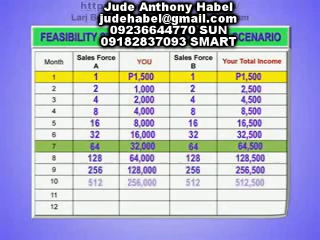 Jude Anthony Habel
judehabel@gmail.com
09236644770 SUN
09182837093 SMART
FEASIBILITY SCENARIO
Month Sales Force A YOU Sales Force B Your Total Income
1 1 P1,500 1 P1,500
2 2 1,000 2 2,500
3 4 2,000 4 4,500
4 8 4,000 8 8,500
5 16 8,000 16 16,500
6 32 16,000 32 32,500
7 64 32,000 64 64,500
8 128 64,000 128 128,500
9 256 128,000 256 256,500
10 512 256,000 512 512,500
11
12